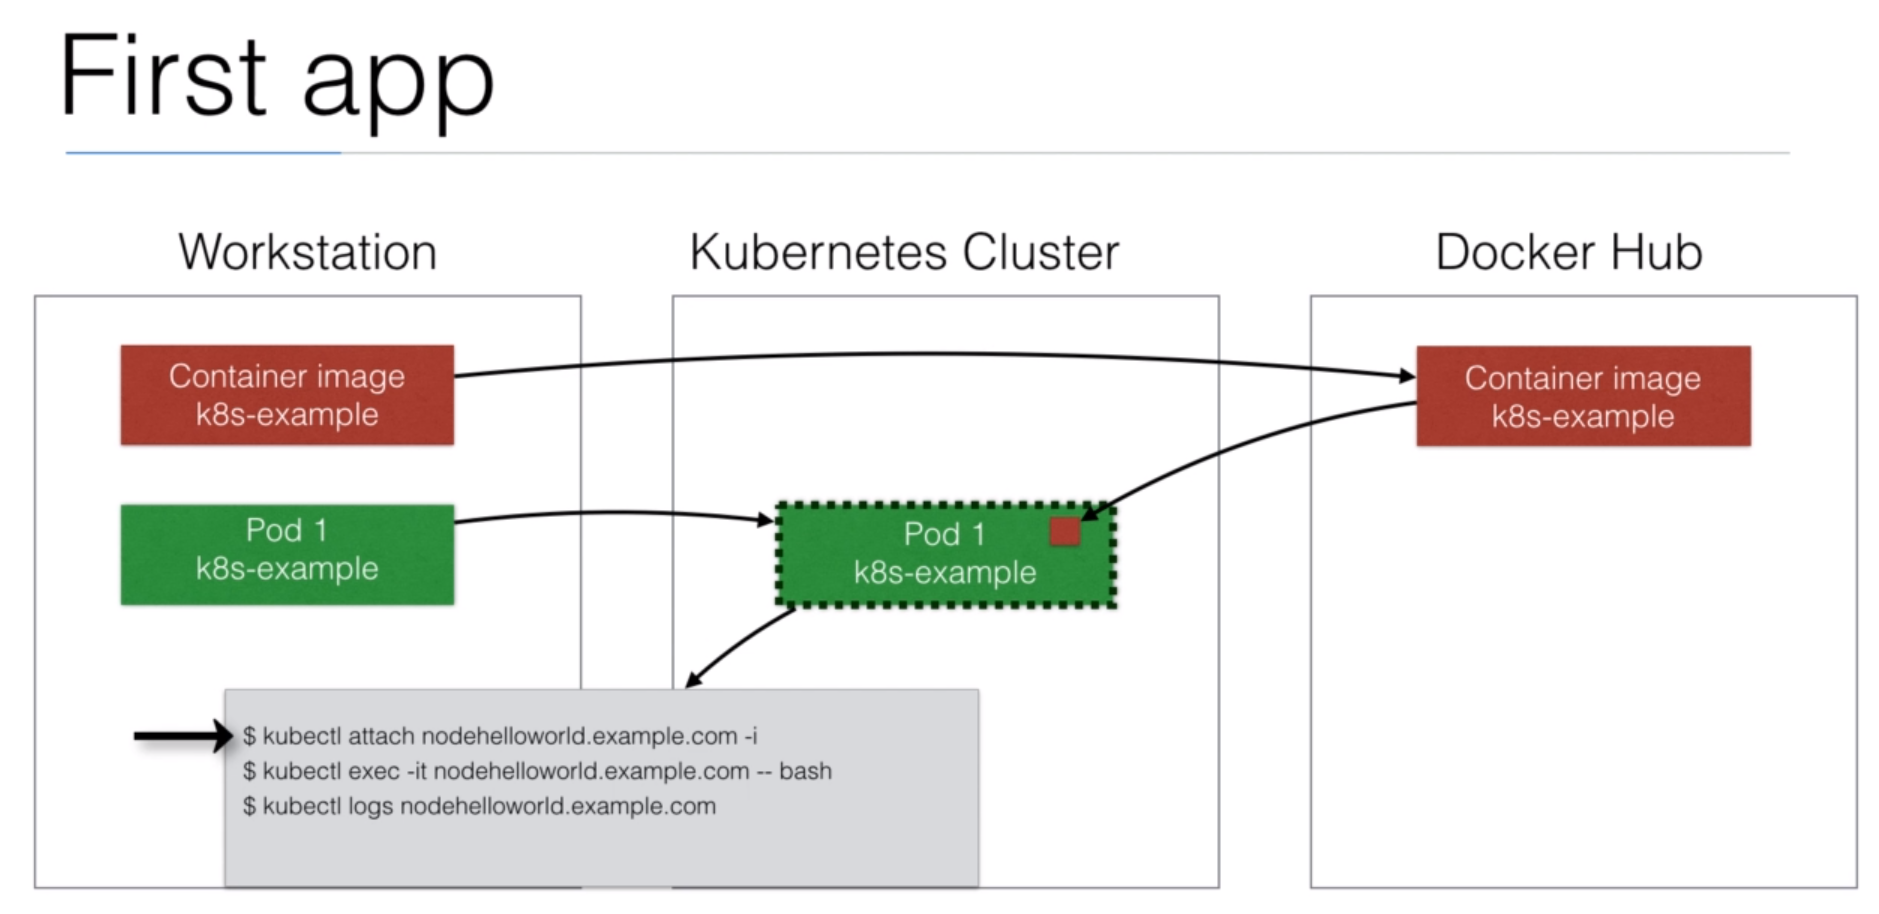 First app
Workstation
Kubernetes Cluster
Docker Hub
Container image
k8s-example
Container image
k8s-example
Pod 1
k8s-example
Pod 1
k8s-example
$ kubectl attach nodehelloworld.example.com -i
$ kubectl exec -it nodehelloworld.example.com -- bash
$ kubectl logs nodehelloworld.example.com